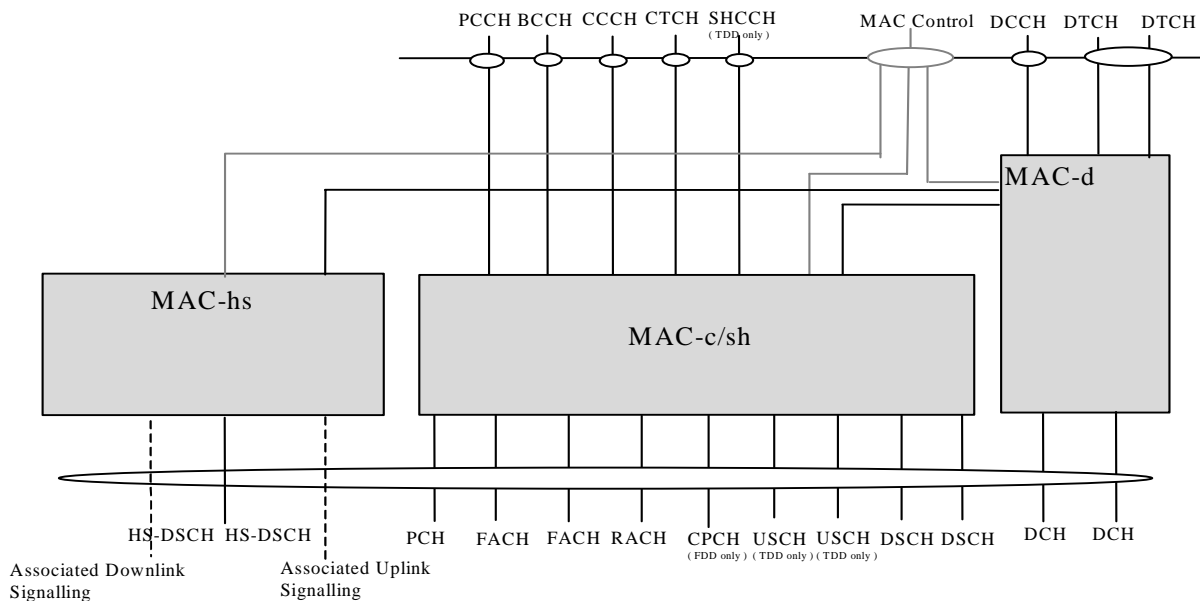 PCCH BCCH CCCH CTCH SHCCH MAC Control DCCH DTCH DTCH
( TDD only )
MAC-d
MAC-hs
MAC-c/sh
HS-DSCH HS-DSCH PCH FACH FACH RACH CPCH USCH USCH DSCH DSCH DCH DCH
( FDD only ) ( TDD only ) ( TDD only )
Associated Downlink
Signalling
Associated Uplink
Signalling